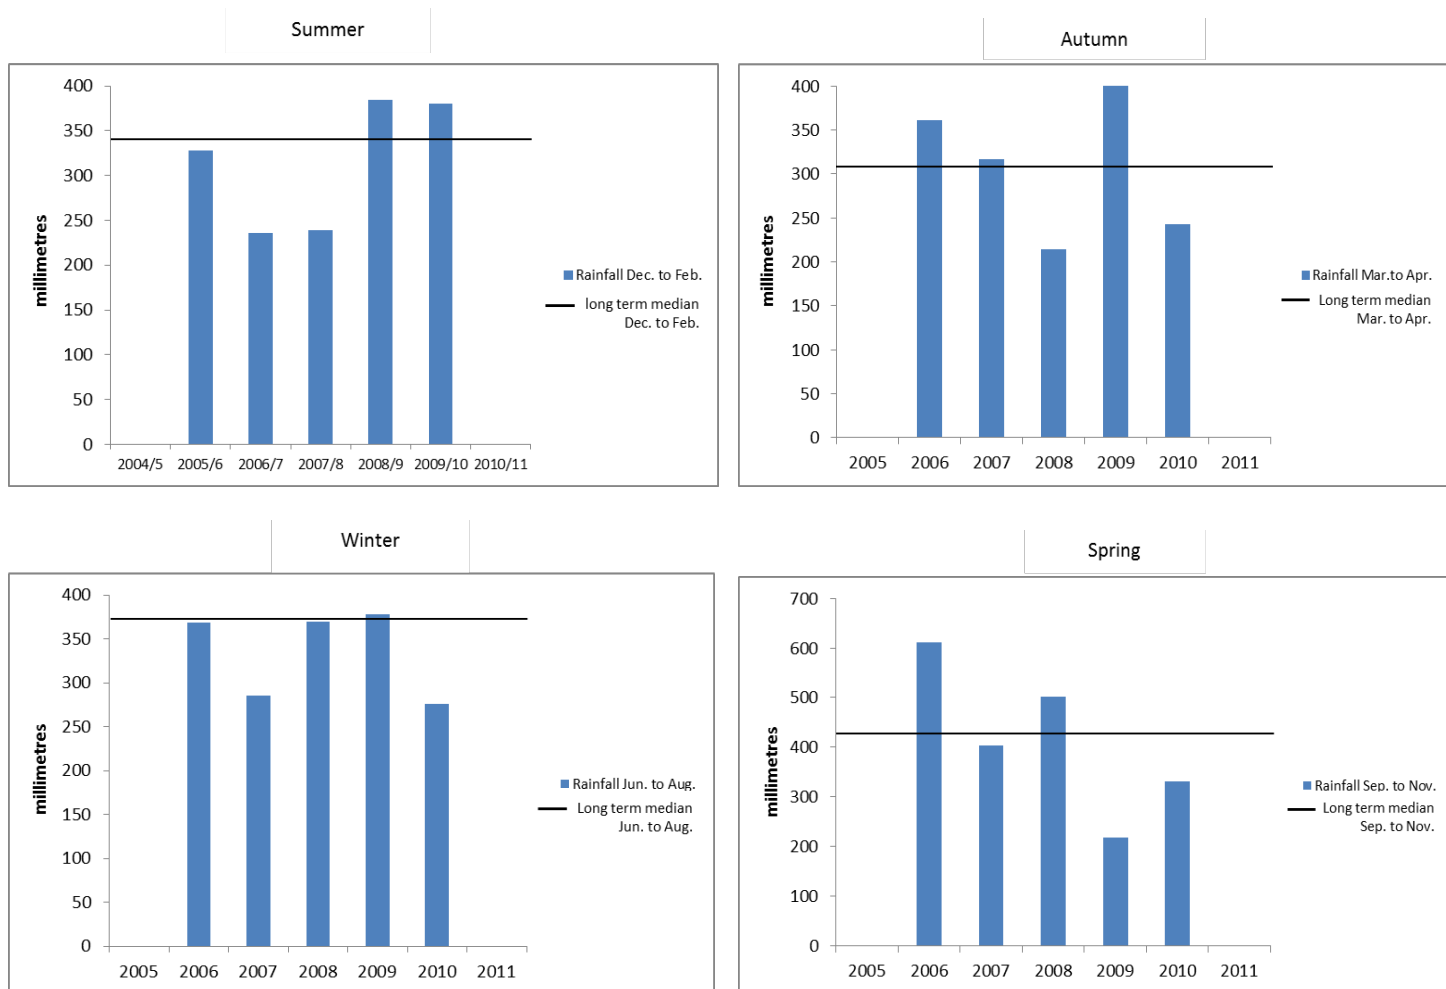 Summer
400
350
300
250
200
150
100
50
0
millimetres
2004/5 2005/6 2006/7 2007/8 2008/9 2009/10 2010/11
Rainfall Dec. to Feb.
long term median
Dec. to Feb.
Autumn
400
350
300
250
200
150
100
50
0
millimetres
2005 2006 2007 2008 2009 2010 2011
Rainfall Mar.to Apr.
Long term median
Mar. to Apr.
Winter
400
350
300
250
200
150
100
50
0
millimetres
2005 2006 2007 2008 2009 2010 2011
Rainfall Jun. to Aug.
Long term median
Jun. to Aug.
Spring
700
600
500
400
300
200
100
0
millimetres
2005 2006 2007 2008 2009 2010 2011
Rainfall Sep. to Nov.
Long term median
Sep. to Nov.